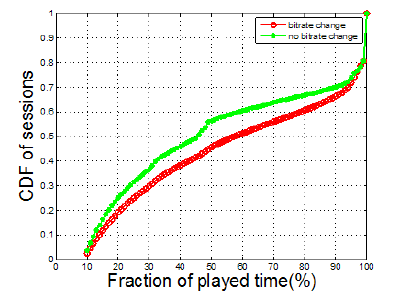 bitrate change
no bitrate change
1
0.9
0.8
0.7
0.6
0.5
0.4
0.3
0.2
0.1
0
CDF of sessions
0 10 20 30 40 50 60 70 80 90 100
Fraction of played time(%)